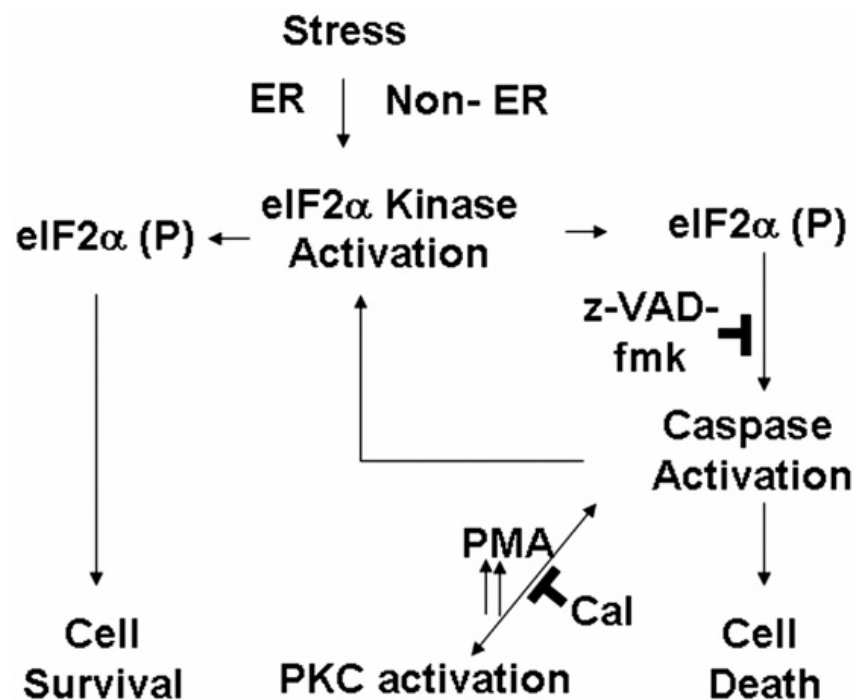 Stress
ER
Non- ER
eIF2α Kinase
Activation
eIF2α (P)
eIF2α (P)
z-VAD-
fmk
Caspase
Activation
PMA
Cal
Cell
Survival
PKC activation
Cell
Death